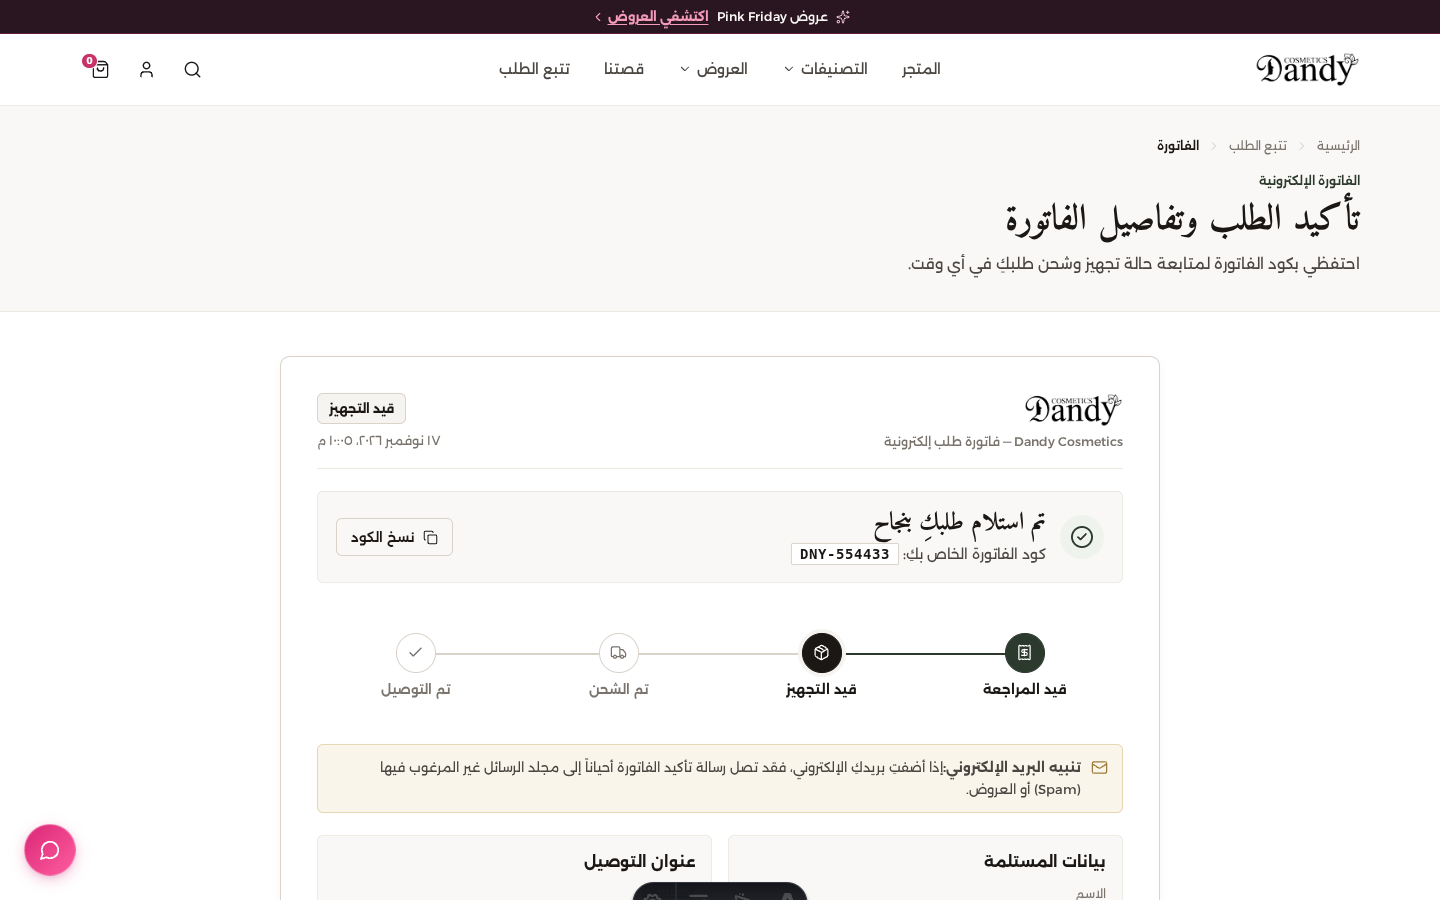 عروض Pink Friday اكتشفي العروض
Dandy COSMETICS
المتجر
التصنيفات
العروض
قصتنا
تتبع الطلب
0
الرئيسية
تتبع الطلب
الفاتورة
الفاتورة الإلكترونية
تأكيد الطلب وتفاصيل الفاتورة
احتفظي بكود الفاتورة لمتابعة حالة تجهيز وشحن طلبكِ في أي وقت.
Dandy COSMETICS
Dandy Cosmetics — فاتورة طلب إلكترونية
قيد التجهيز
١٧ نوفمبر ٢٠٢٦، ١٠:٠٥ م
تم استلام طلبكِ بنجاح
كود الفاتورة الخاص بكِ: DNY-554433
نسخ الكود
قيد المراجعة
قيد التجهيز
تم الشحن
تم التوصيل
تنبيه البريد الإلكتروني:إذا أضفتِ بريدكِ الإلكتروني، فقد تصل رسالة تأكيد الفاتورة أحياناً إلى مجلد الرسائل غير المرغوب فيها
(Spam) أو العروض.
بيانات المستلمة
الاسم
عنوان التوصيل